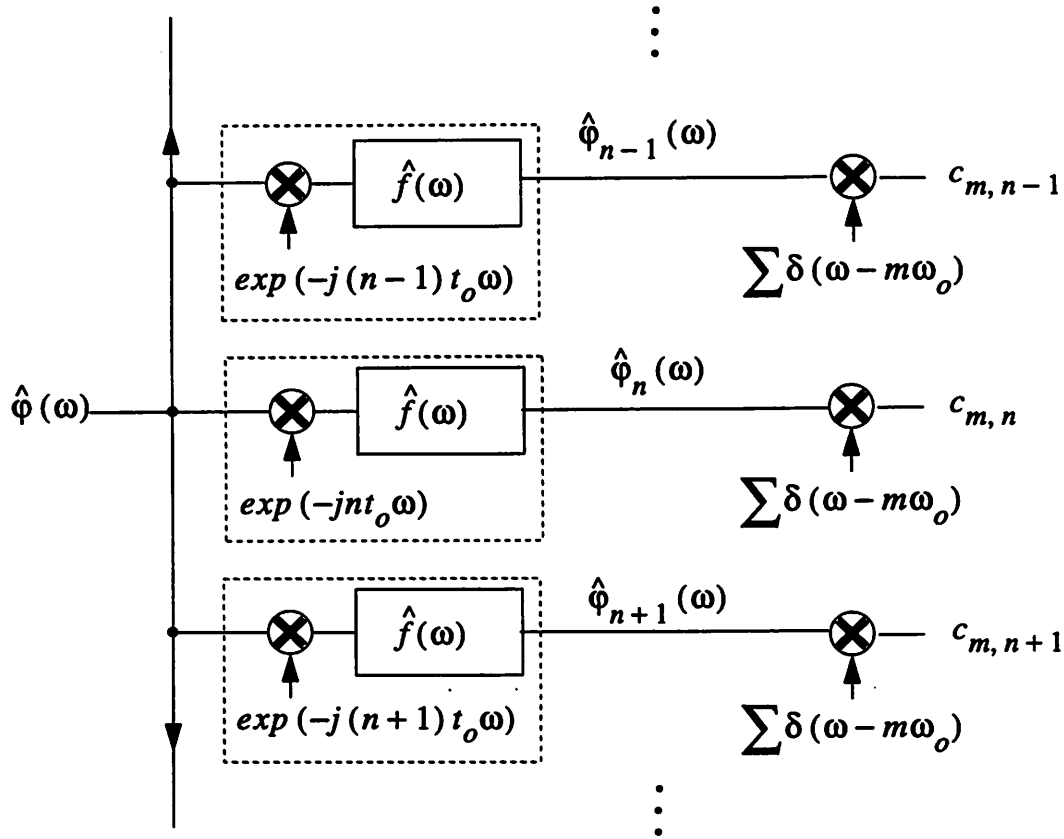 φ̂_{n−1}(ω)
f̂(ω)
c_{m, n−1}
exp(−j(n−1)t_oω)
∑δ(ω−mω_o)
φ̂_n(ω)
φ̂(ω)
f̂(ω)
c_{m, n}
exp(−jnt_oω)
∑δ(ω−mω_o)
φ̂_{n+1}(ω)
f̂(ω)
c_{m, n+1}
exp(−j(n+1)t_oω)
∑δ(ω−mω_o)